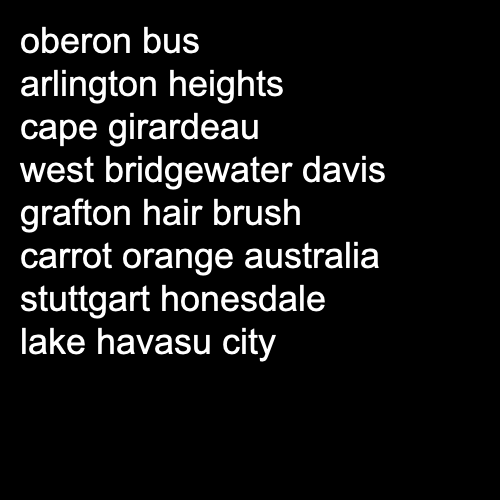 oberon bus
arlington heights
cape girardeau
west bridgewater davis
grafton hair brush
carrot orange australia
stuttgart honesdale
lake havasu city